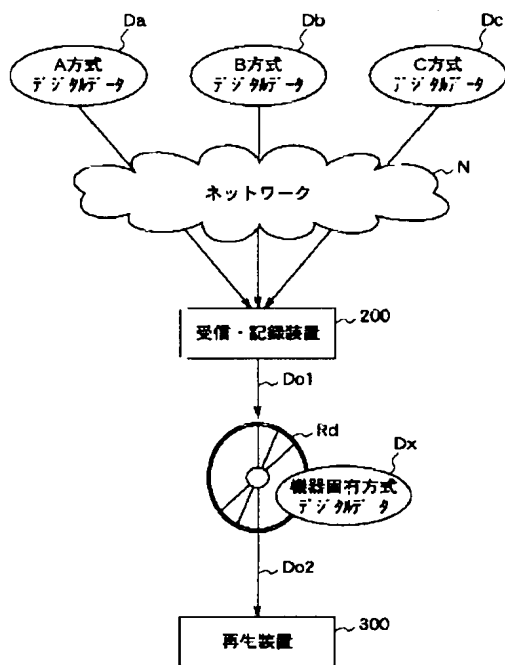 Da
Db
Dc
A方式
デジタルデータ
B方式
デジタルデータ
C方式
デジタルデータ
N
ネットワーク
200
受信・記録装置
Do1
Rd
Dx
機器固有方式
デジタルデータ
Do2
300
再生装置